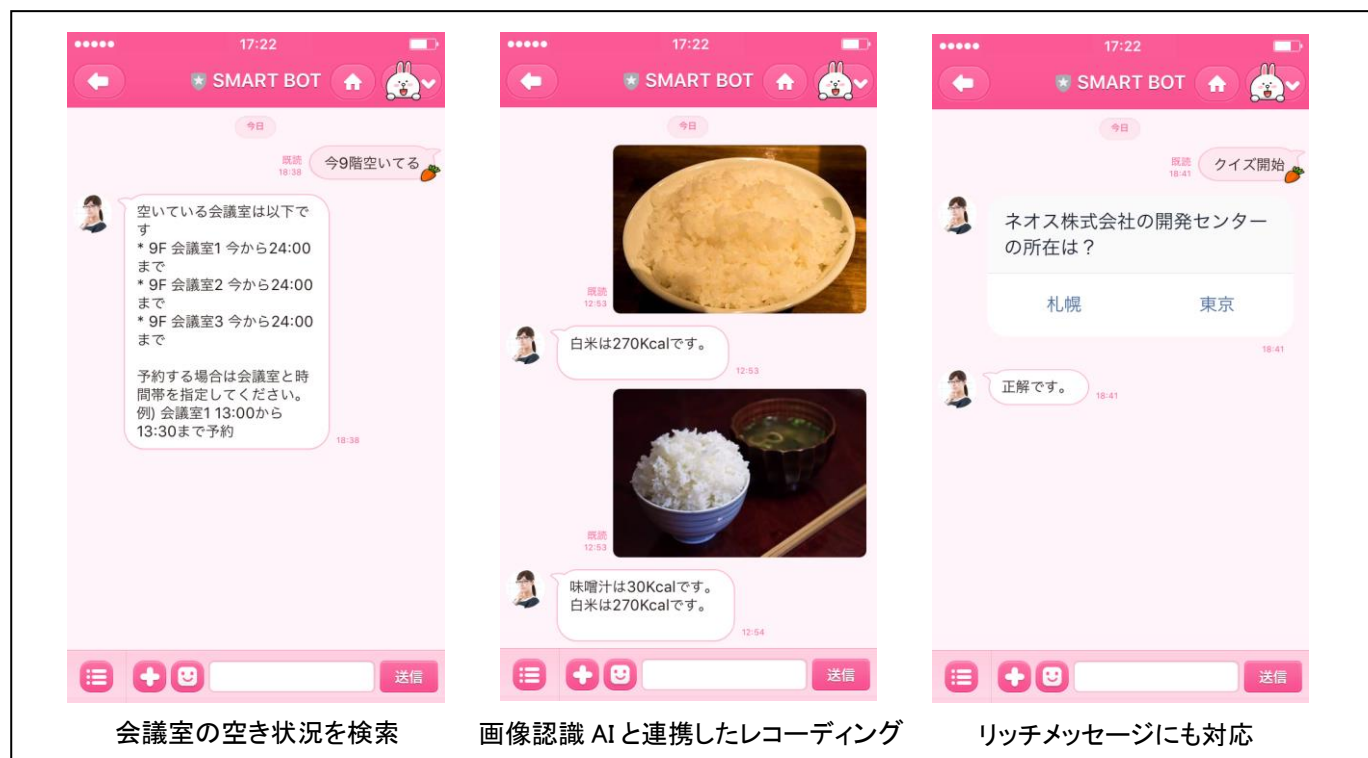 17:22
SMART BOT
今日
既読
18:38
今9階空いてる
空いている会議室は以下で
す
* 9F 会議室1 今から24:00
まで
* 9F 会議室2 今から24:00
まで
* 9F 会議室3 今から24:00
まで
予約する場合は会議室と時
間帯を指定してください。
例) 会議室1 13:00から
13:30まで予約
18:38
送信
会議室の空き状況を検索
17:22
SMART BOT
今日
既読
12:53
白米は270Kcalです。
12:53
既読
12:53
味噌汁は30Kcalです。
白米は270Kcalです。
12:54
送信
画像認識 AI と連携したレコーディング
17:22
SMART BOT
今日
既読
18:41
クイズ開始
ネオス株式会社の開発センター
の所在は？
札幌 東京
18:41
正解です。
18:41
送信
リッチメッセージにも対応